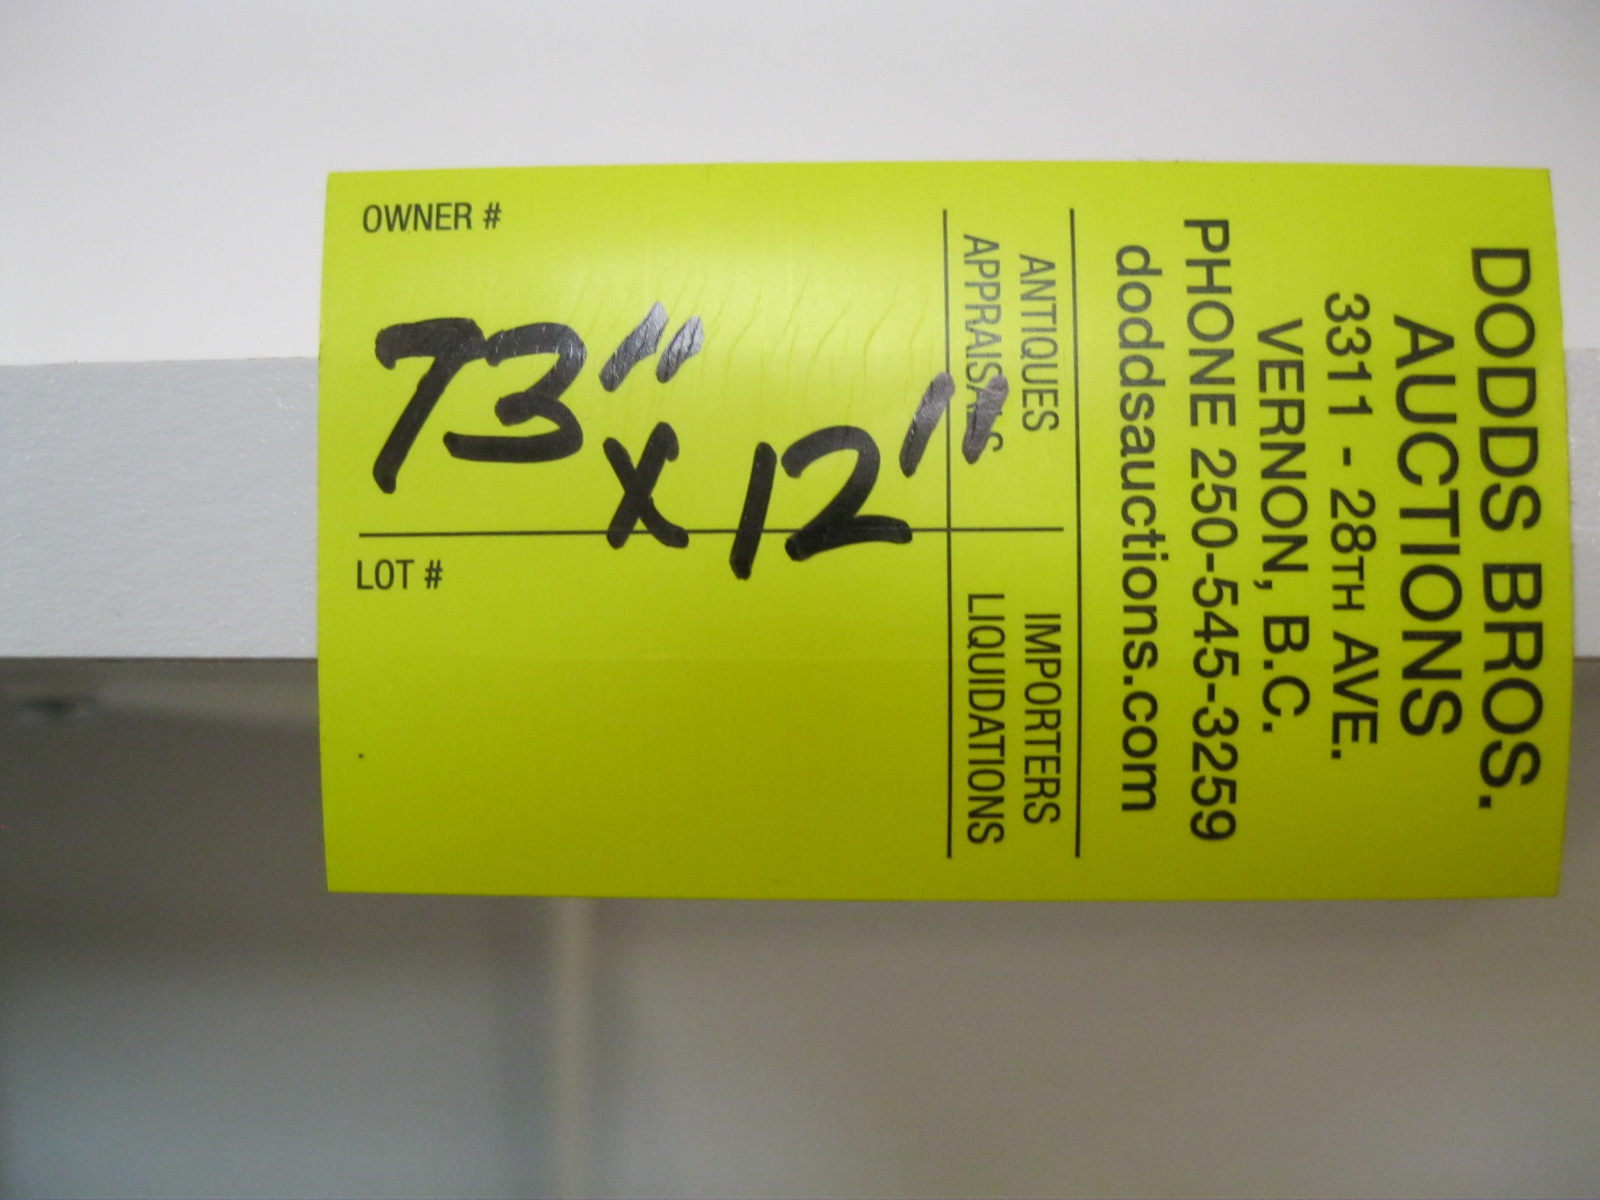 DODDS BROS.
AUCTIONS
3311 - 28TH AVE.
VERNON, B.C.
PHONE 250-545-3259
doddsauctions.com
ANTIQUES IMPORTERS
APPRAISALS LIQUIDATIONS
OWNER #
73" x 12"
LOT #